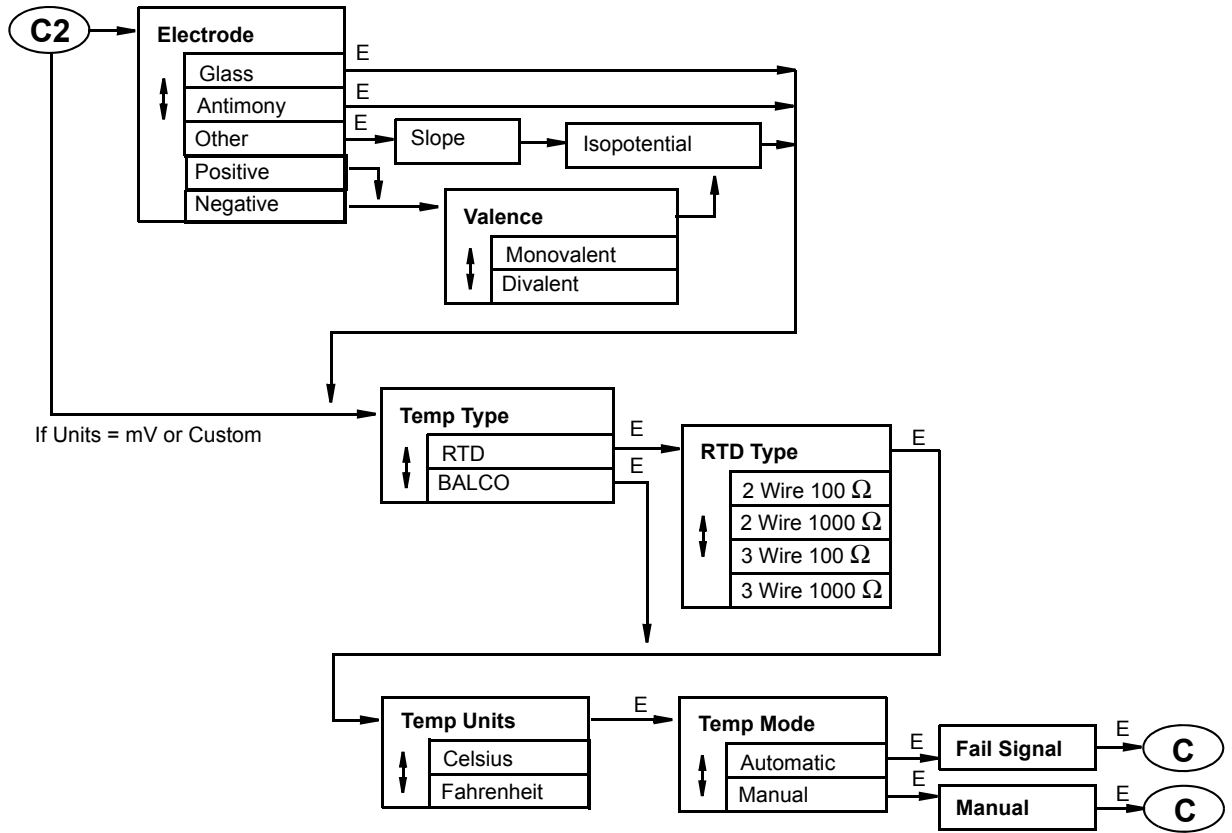 C2
Electrode
E
Glass
E
Antimony
E
Other
Slope
Isopotential
Positive
Negative
Valence
Monovalent
Divalent
If Units = mV or Custom
Temp Type
E
RTD
E
BALCO
RTD Type
E
2 Wire 100 Ω
2 Wire 1000 Ω
3 Wire 100 Ω
3 Wire 1000 Ω
Temp Units
E
Celsius
Fahrenheit
Temp Mode
Automatic
E
Manual
E
Fail Signal
E
C
Manual
E
C